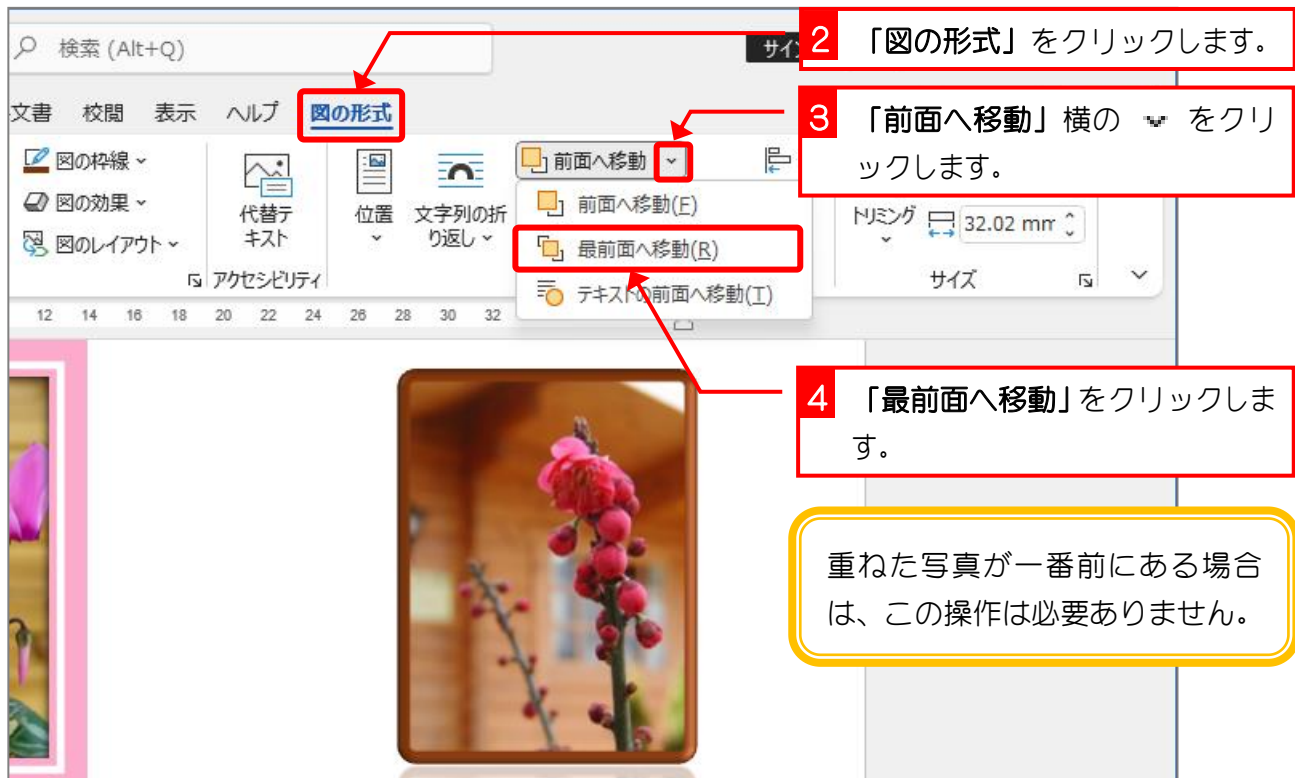 検索 (Alt+Q)
サイ
2 「図の形式」をクリックします。
文書 校閲 表示 ヘルプ 図の形式
3 「前面へ移動」横の ⌄ をクリ
ックします。
図の枠線
図の効果
図のレイアウト
代替テ
キスト
アクセシビリティ
位置
文字列の折
り返し
前面へ移動
前面へ移動(F)
最前面へ移動(R)
テキストの前面へ移動(T)
トリミング
32.02 mm
サイズ
12 14 16 18 20 22 24 26 28 30 32
4 「最前面へ移動」をクリックしま
す。
重ねた写真が一番前にある場合
は、この操作は必要ありません。